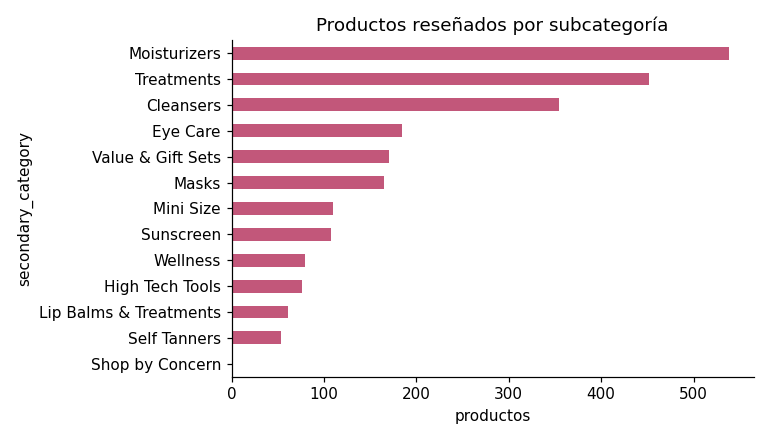 Productos reseñados por subcategoría
Moisturizers
Treatments
Cleansers
Eye Care
Value & Gift Sets
Masks
Mini Size
Sunscreen
Wellness
High Tech Tools
Lip Balms & Treatments
Self Tanners
Shop by Concern
secondary_category
0 100 200 300 400 500
productos